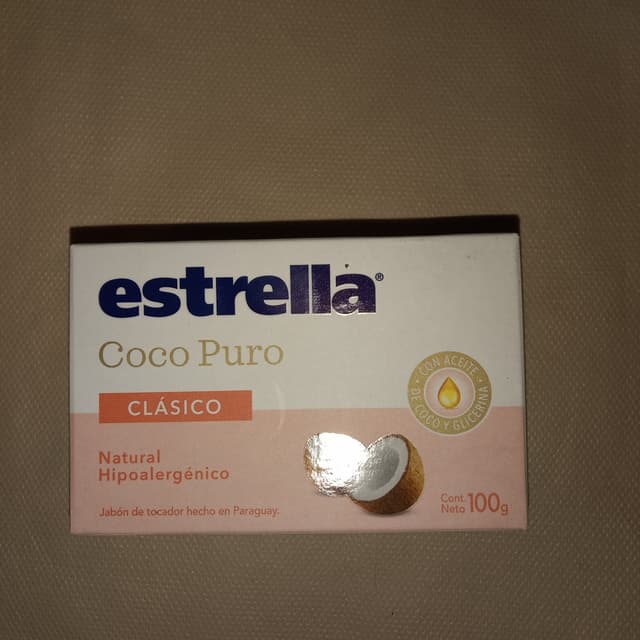 estrella®
Coco Puro
CLÁSICO
• CON ACEITE •
DE COCO Y GLICERINA
Natural
Hipoalergénico
Jabón de tocador hecho en Paraguay.
Cont.
Neto 100g